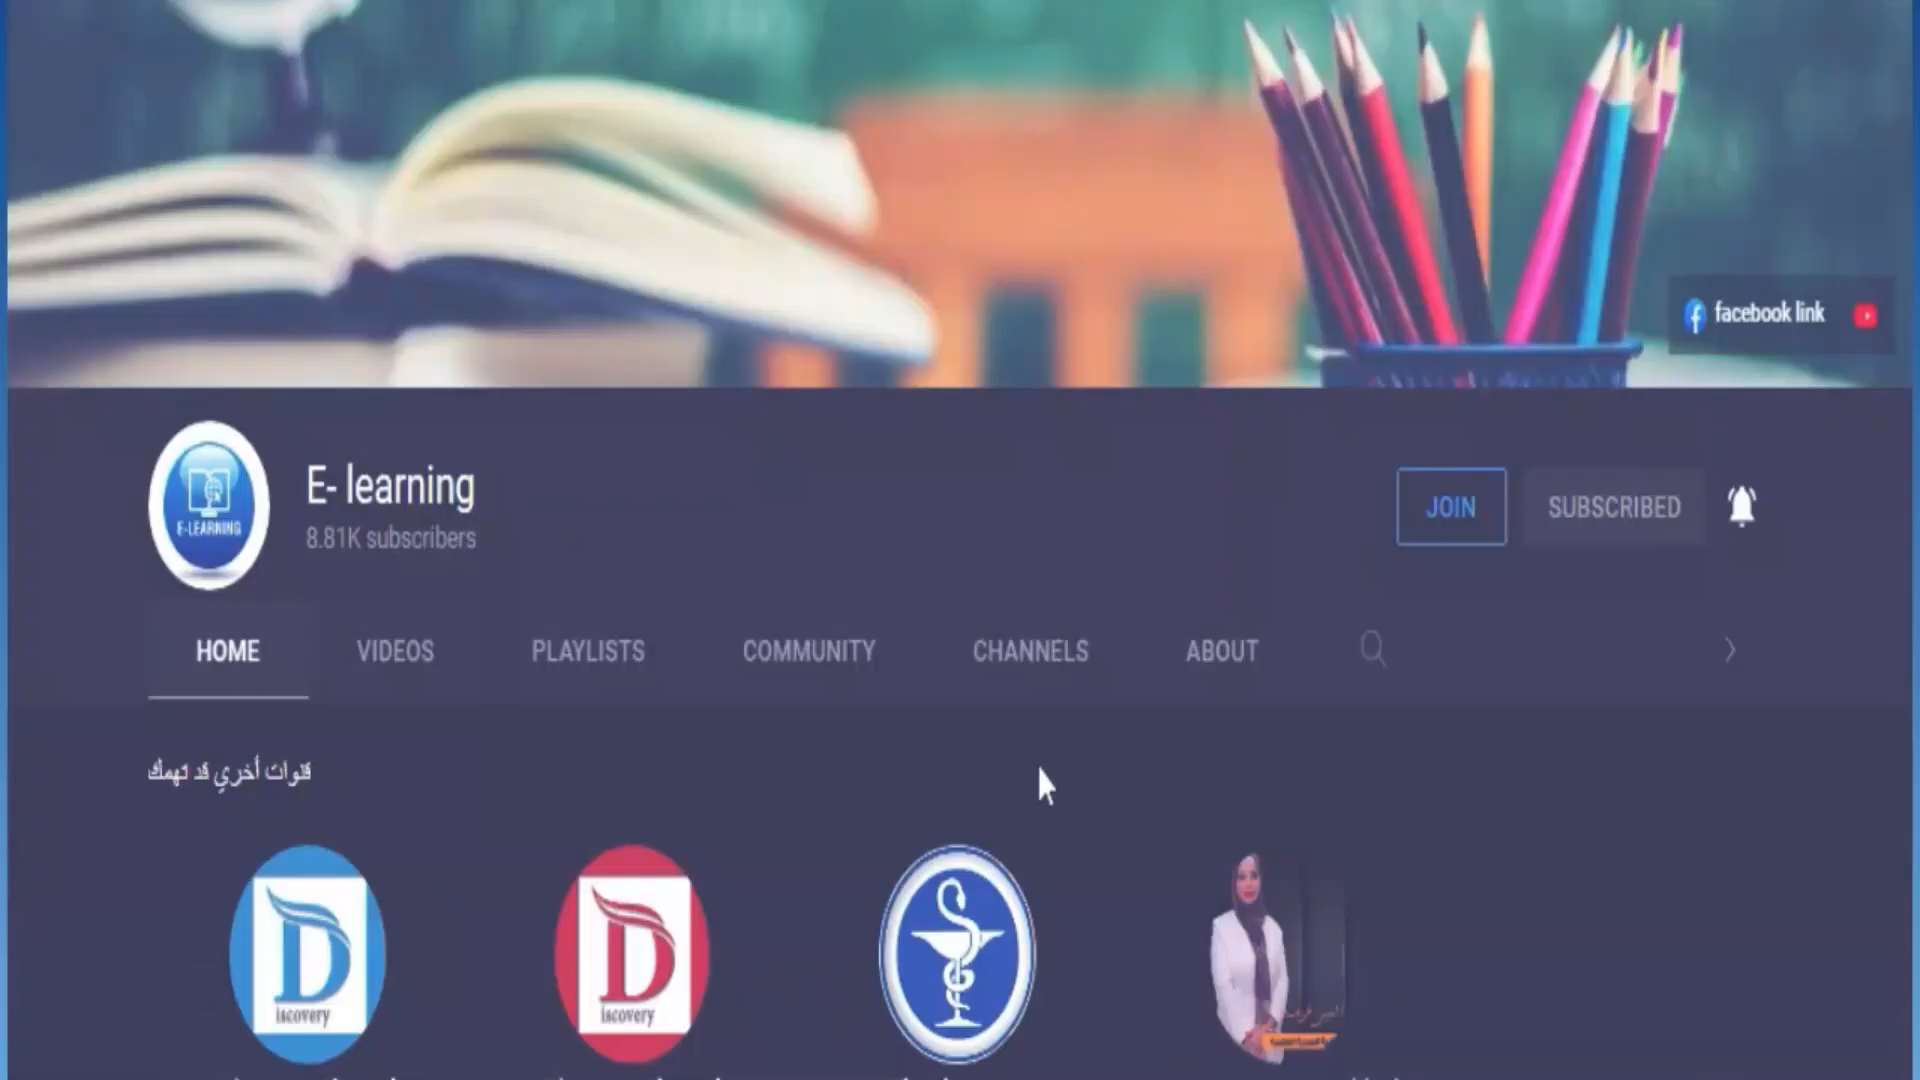 facebook link
E-LEARNING
E- learning
8.81K subscribers
JOIN
SUBSCRIBED
HOME
VIDEOS
PLAYLISTS
COMMUNITY
CHANNELS
ABOUT
قنوات أخري قد تهمك
D
iscovery
D
iscovery